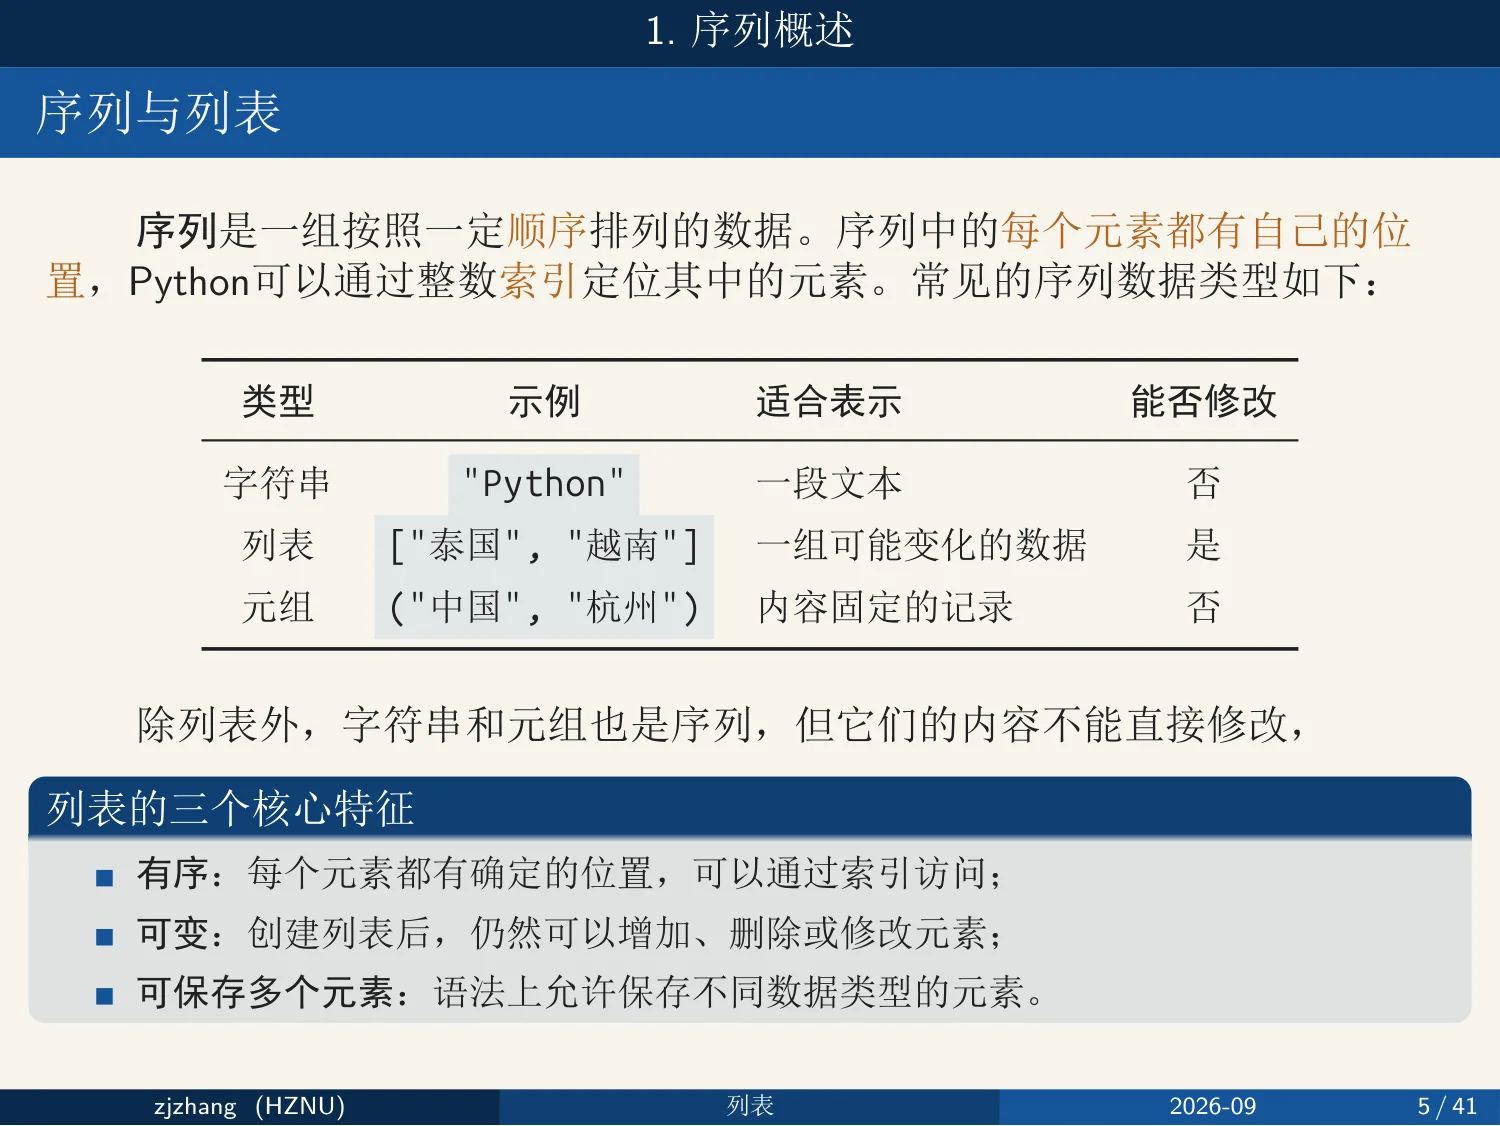 1. 序列概述
序列与列表
序列是一组按照一定顺序排列的数据。序列中的每个元素都有自己的位
置，Python可以通过整数索引定位其中的元素。常见的序列数据类型如下：
类型 示例 适合表示 能否修改
字符串 "Python" 一段文本 否
列表 ["泰国", "越南"] 一组可能变化的数据 是
元组 ("中国", "杭州") 内容固定的记录 否
除列表外，字符串和元组也是序列，但它们的内容不能直接修改，
列表的三个核心特征
■ 有序：每个元素都有确定的位置，可以通过索引访问；
■ 可变：创建列表后，仍然可以增加、删除或修改元素；
■ 可保存多个元素：语法上允许保存不同数据类型的元素。
zjzhang (HZNU) 列表 2026-09 5 / 41